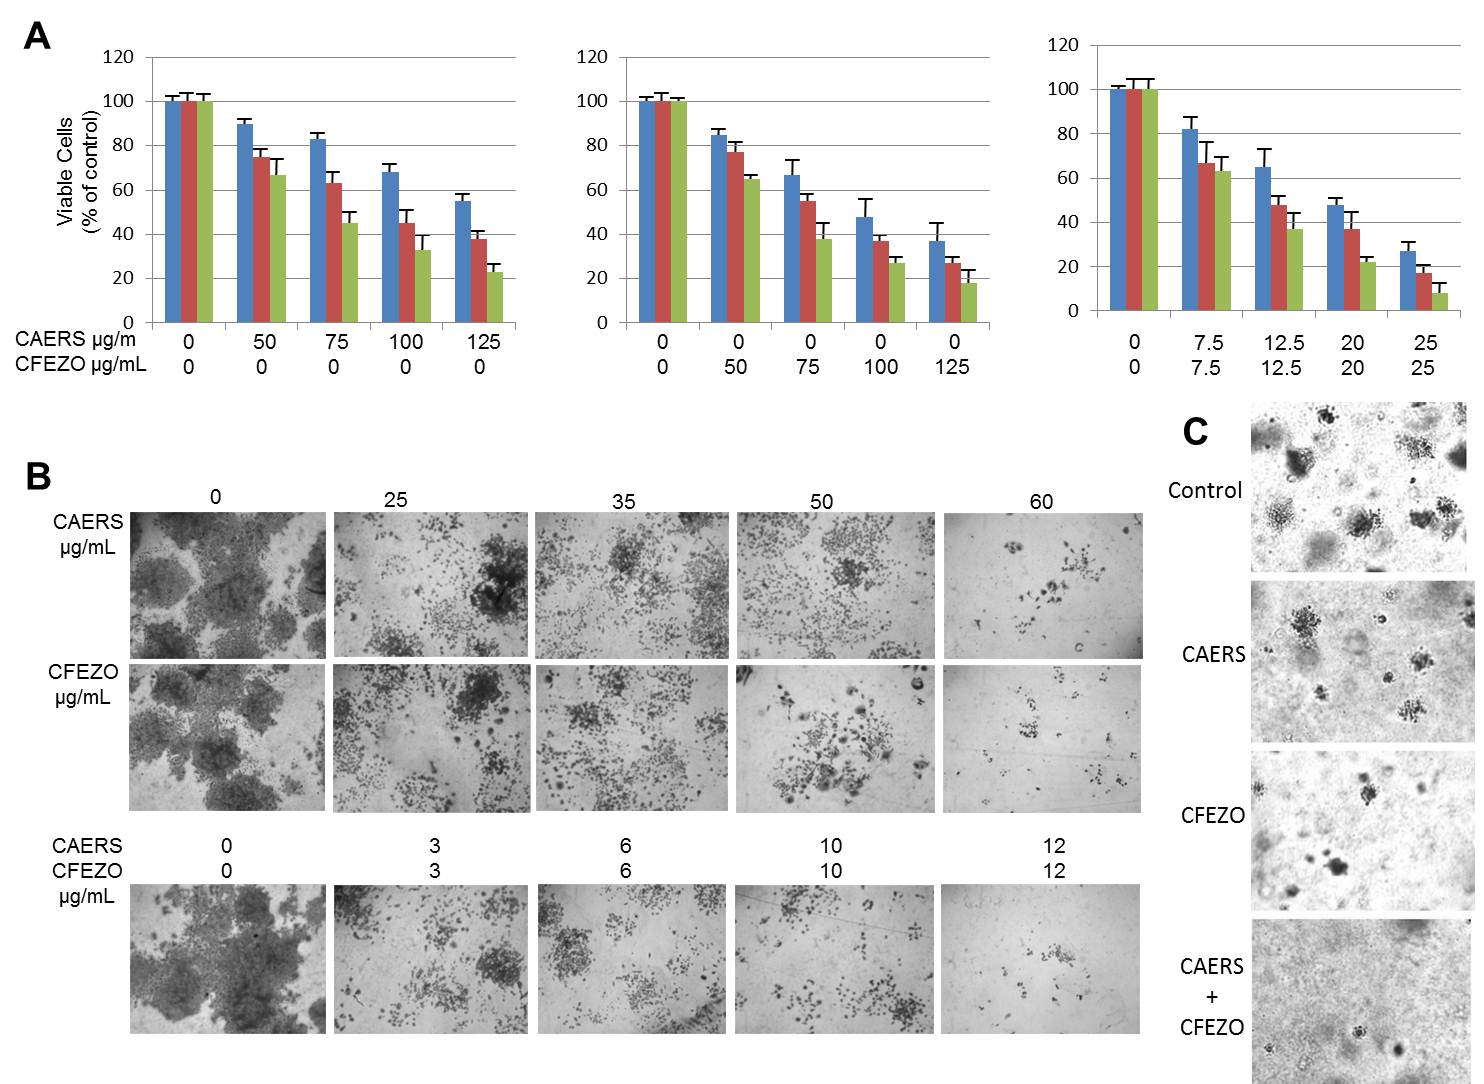 A
120 120 120
100 100 100
80 80 80
60 60 60
40 40 40
20 20 20
0 0 0
Viable Cells
(% of control)
CAERS µg/m 0 50 75 100 125 0 0 0 0 0 0 7.5 12.5 20 25
CFEZO µg/mL 0 0 0 0 0 0 50 75 100 125 0 7.5 12.5 20 25
B
0 25 35 50 60
CAERS
µg/mL
CFEZO
µg/mL
CAERS 0 3 6 10 12
CFEZO 0 3 6 10 12
µg/mL
C
Control
CAERS
CFEZO
CAERS
+
CFEZO